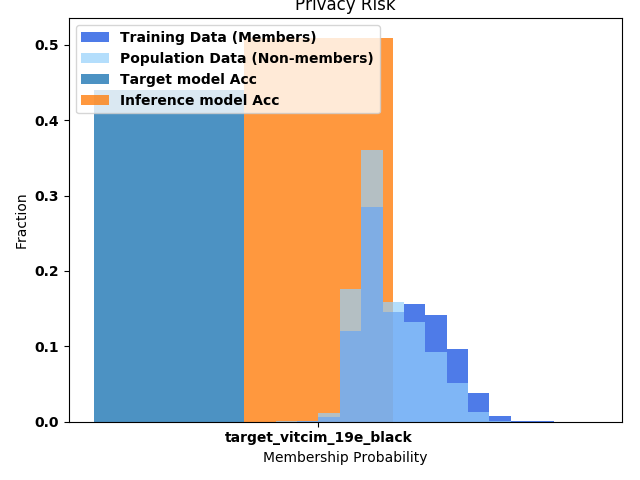 Privacy Risk
Training Data (Members)
Population Data (Non-members)
Target model Acc
Inference model Acc
0.5
0.4
0.3
0.2
0.1
0.0
Fraction
target_vitcim_19e_black
Membership Probability